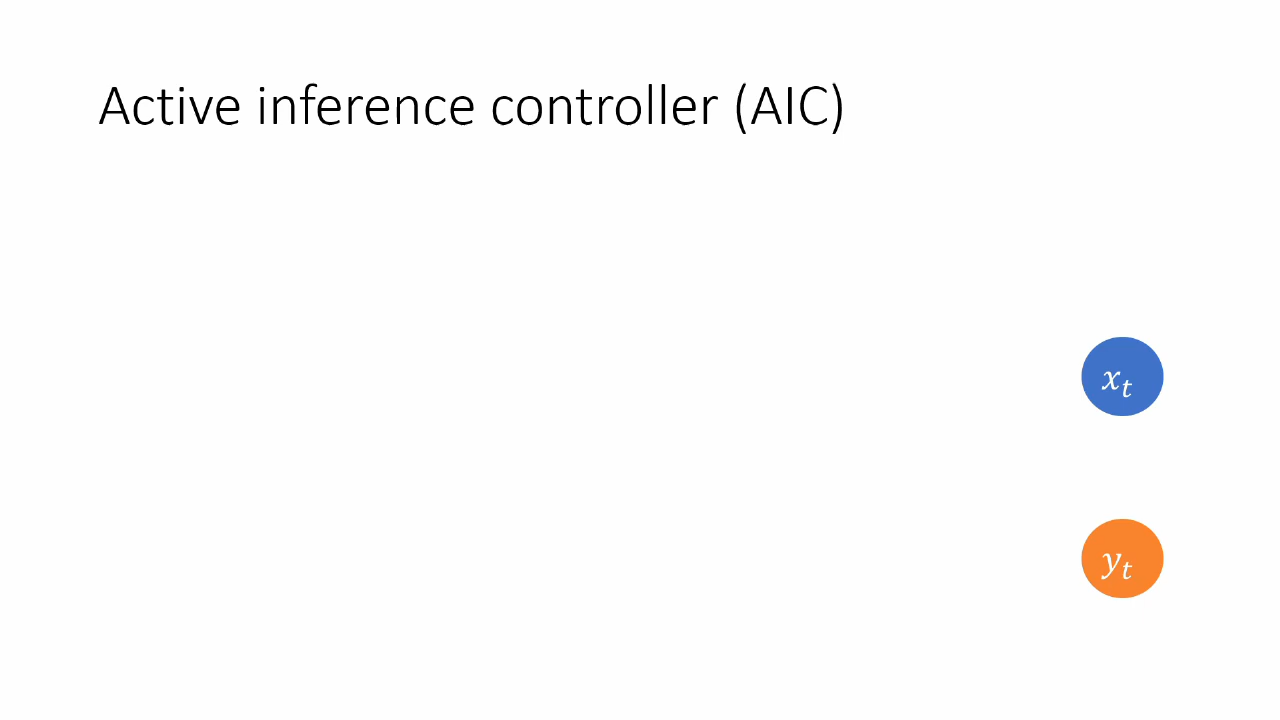 Active inference controller (AIC)
x_t
y_t